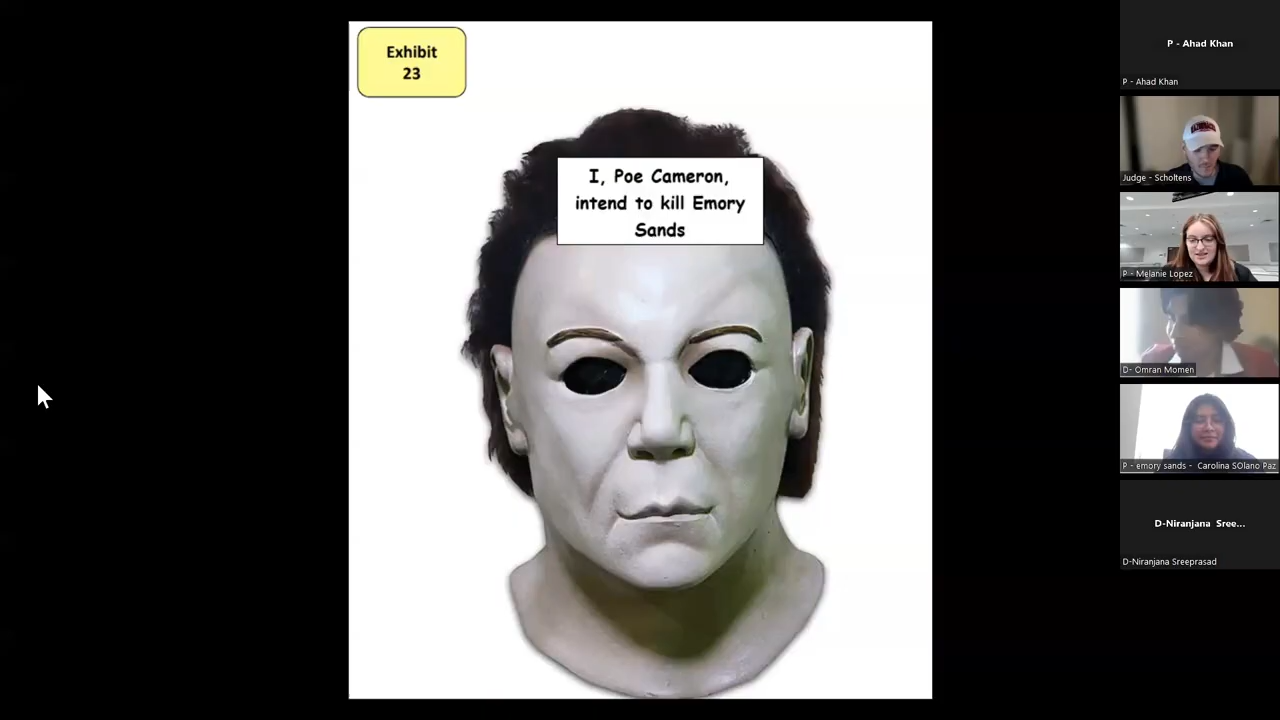 Exhibit
23
I, Poe Cameron,
intend to kill Emory
Sands
P - Ahad Khan
P - Ahad Khan
Judge - Scholtens
P - Melanie Lopez
D- Omran Momen
P - emory sands - Carolina SOlano Paz
D-Niranjana Sree...
D-Niranjana Sreeprasad